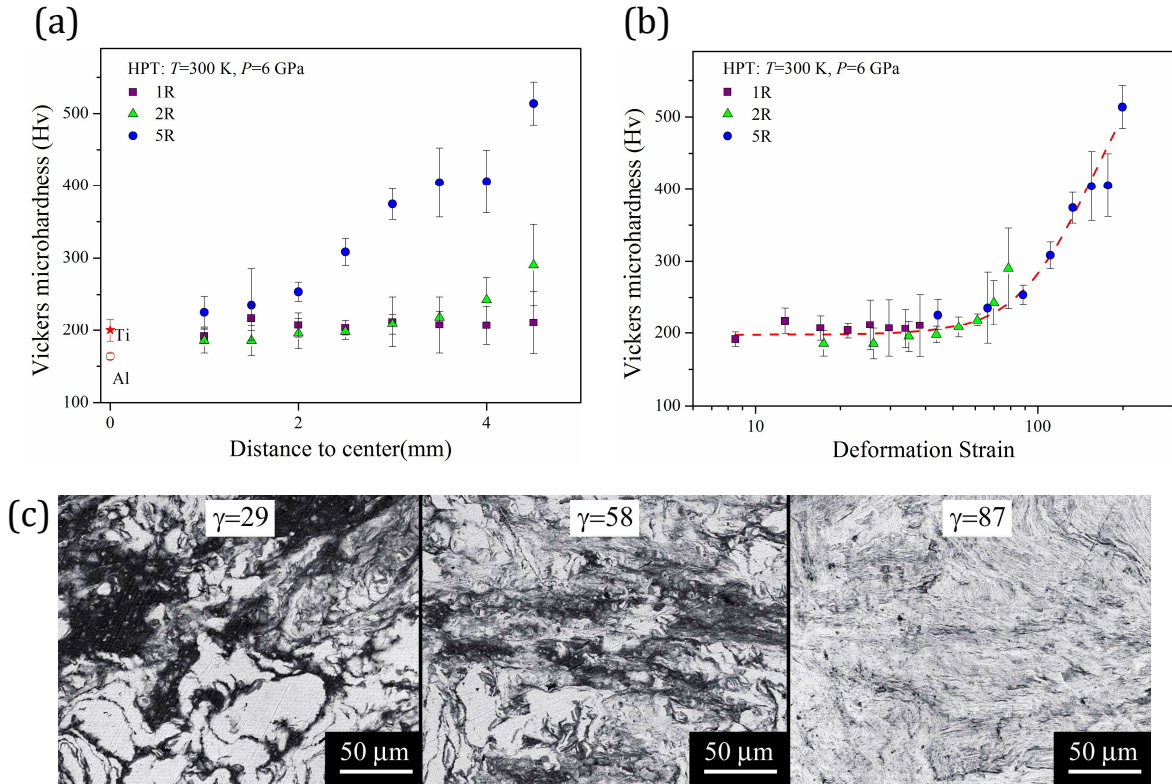 (a)
HPT: T=300 K, P=6 GPa
1R
2R
5R
Ti
Al
500
400
300
200
100
0
2
4
Vickers microhardness (Hv)
Distance to center(mm)
(b)
HPT: T=300 K, P=6 GPa
1R
2R
5R
500
400
300
200
100
10
100
Vickers microhardness (Hv)
Deformation Strain
(c)
γ=29
γ=58
γ=87
50 μm
50 μm
50 μm